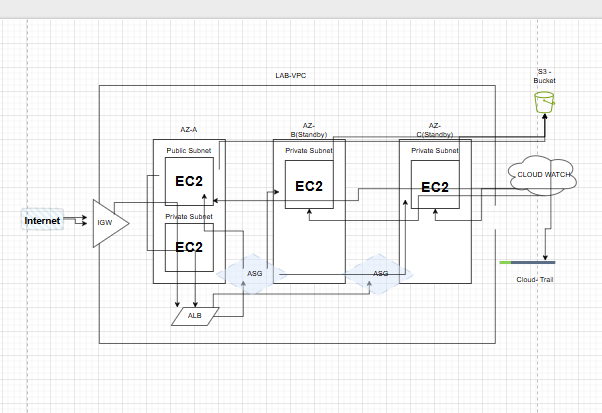 LAB-VPC
S3 -
Bucket
AZ-A
AZ-
B(Standby)
AZ-
C(Standby)
Public Subnet
Private Subnet
Private Subnet
EC2
EC2
EC2
CLOUD WATCH
Internet
IGW
Private Subnet
EC2
ASG
ASG
Cloud- Trail
ALB